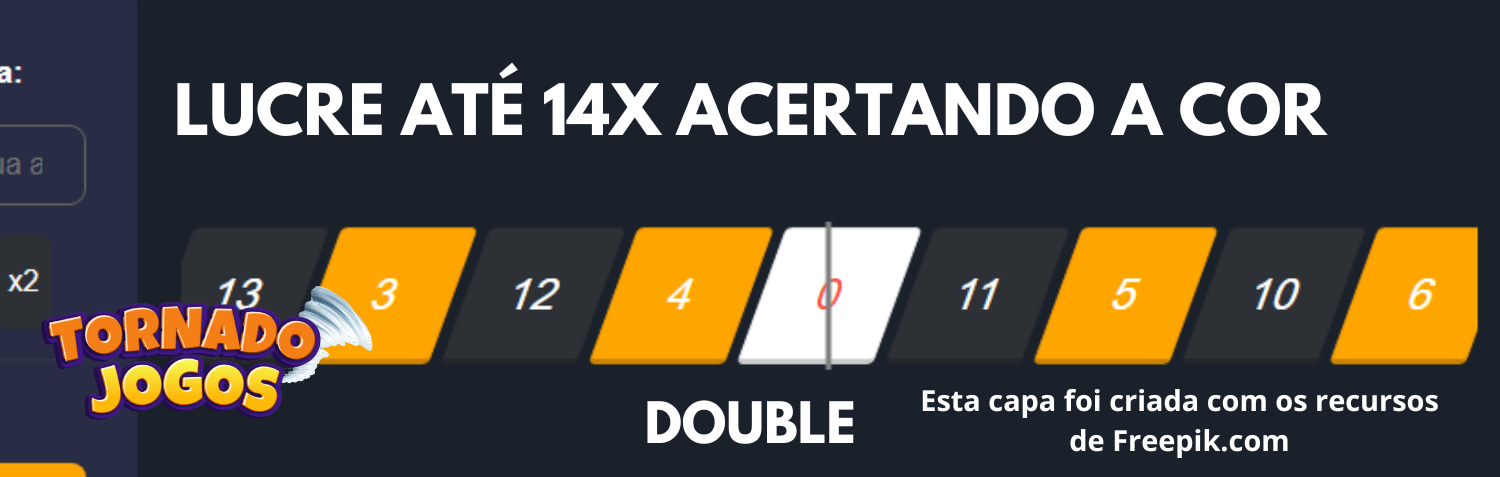 a:
LUCRE ATÉ 14X ACERTANDO A COR
ua a
x2
13 3 12 4 0 11 5 10 6
TORNADO
JOGOS
DOUBLE
Esta capa foi criada com os recursos
de Freepik.com